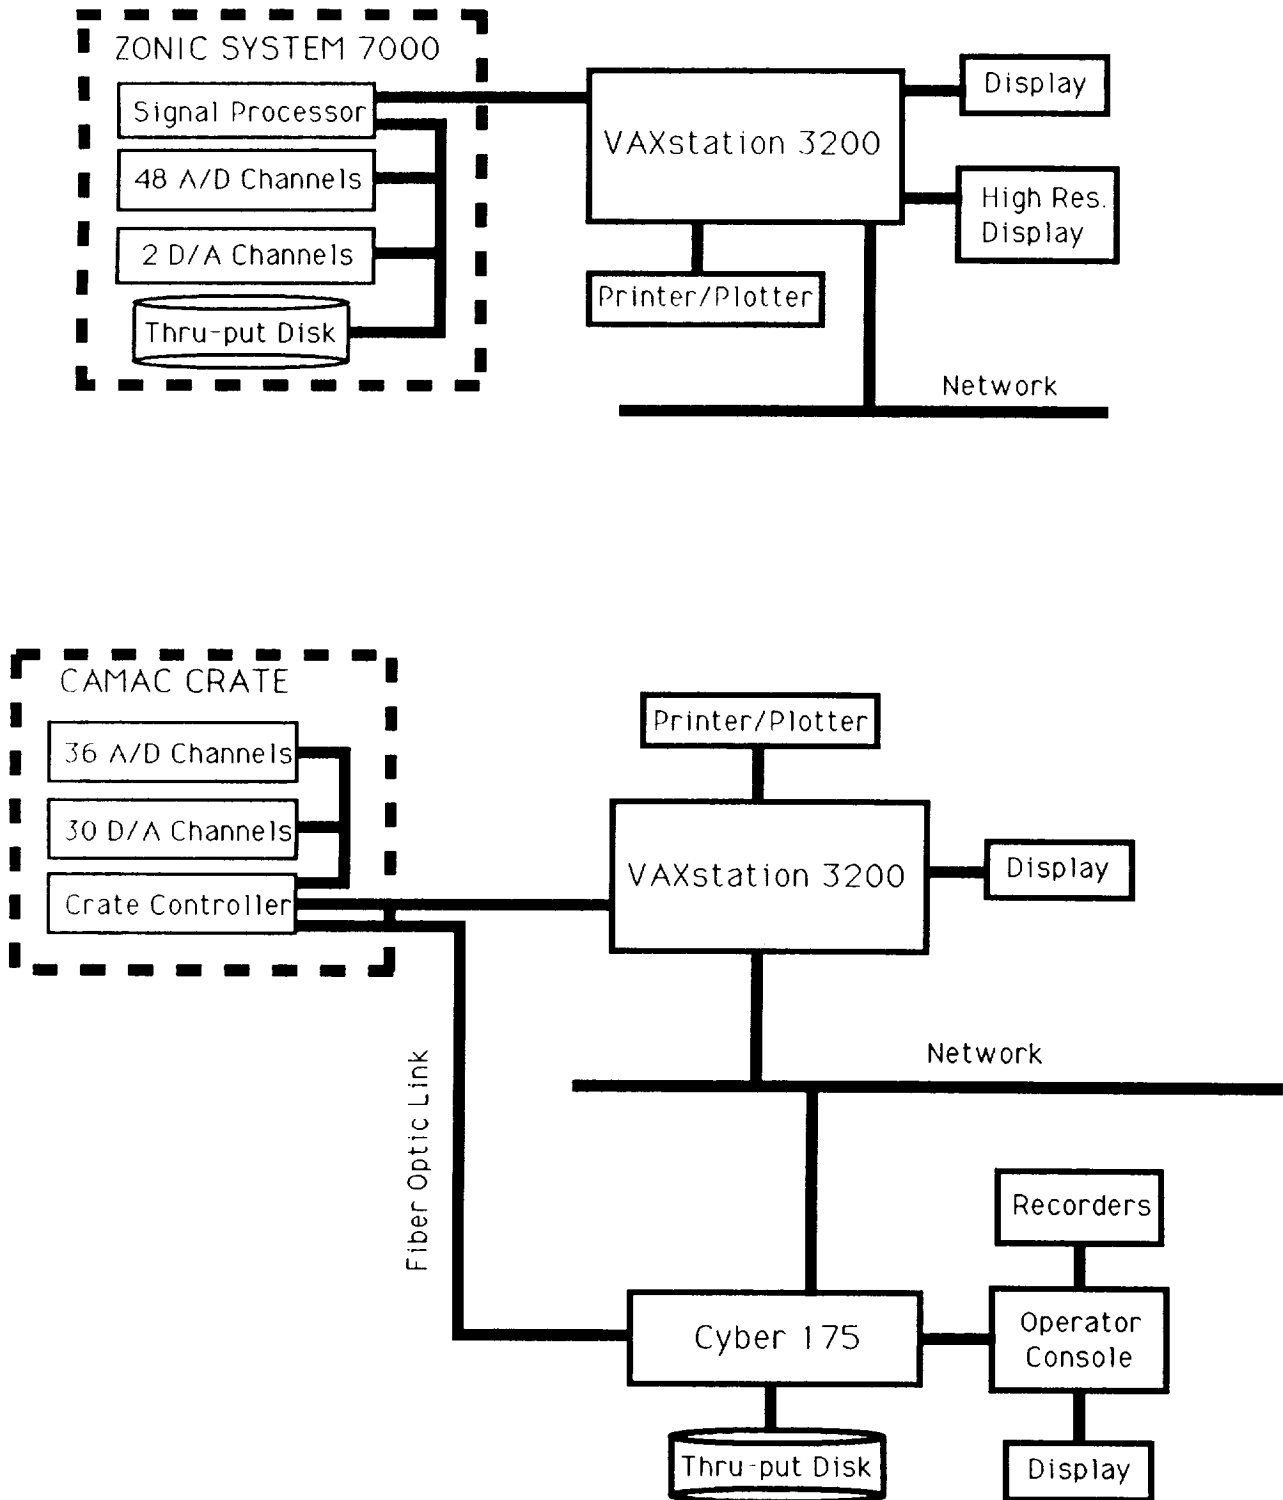 ZONIC SYSTEM 7000
Signal Processor
48 A/D Channels
2 D/A Channels
Thru-put Disk
VAXstation 3200
Display
High Res.
Display
Printer/Plotter
Network
CAMAC CRATE
36 A/D Channels
30 D/A Channels
Crate Controller
Printer/Plotter
VAXstation 3200
Display
Network
Fiber Optic Link
Recorders
Cyber 175
Operator
Console
Thru-put Disk
Display